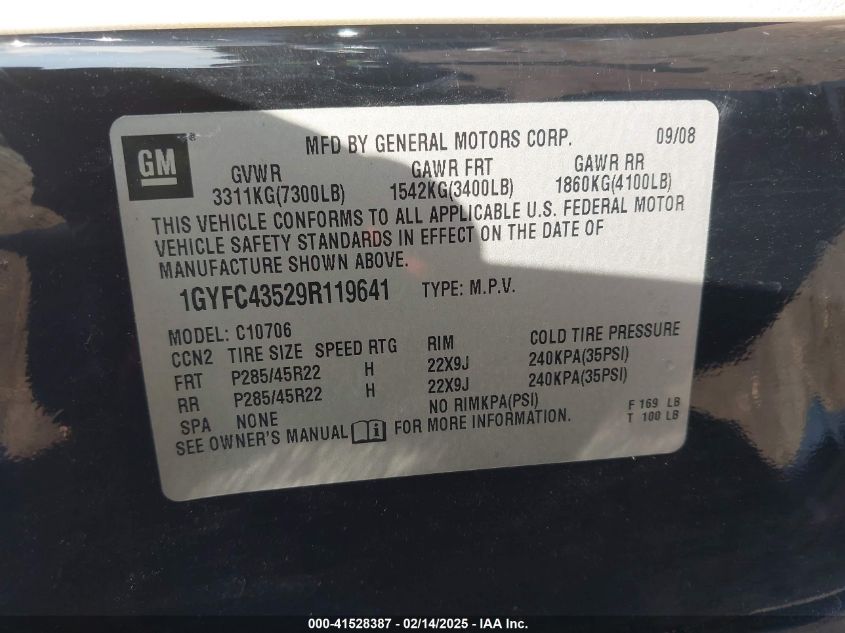 MFD BY GENERAL MOTORS CORP. 09/08
GM
GVWR GAWR FRT GAWR RR
3311KG(7300LB) 1542KG(3400LB) 1860KG(4100LB)
THIS VEHICLE CONFORMS TO ALL APPLICABLE U.S. FEDERAL MOTOR
VEHICLE SAFETY STANDARDS IN EFFECT ON THE DATE OF
MANUFACTURE SHOWN ABOVE.
1GYFC43529R119641 TYPE: M.P.V.
MODEL: C10706
CCN2 TIRE SIZE SPEED RTG RIM COLD TIRE PRESSURE
FRT P285/45R22 H 22X9J 240KPA(35PSI)
RR P285/45R22 H 22X9J 240KPA(35PSI)
SPA NONE NO RIMKPA(PSI)
SEE OWNER'S MANUAL i FOR MORE INFORMATION.
F 169 LB
T 100 LB
000-41528387 - 02/14/2025 - IAA, Inc.